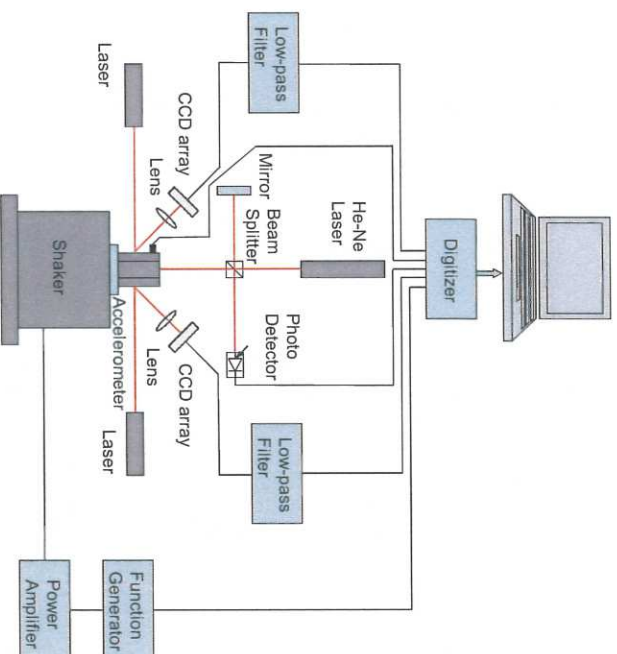 Digitizer
Low-pass
Filter
He-Ne
Laser
Mirror
Beam
Splitter
Photo
Detector
Low-pass
Filter
CCD array
Lens
Laser
CCD array
Lens
Laser
Accelerometer
Shaker
Function
Generator
Power
Amplifier